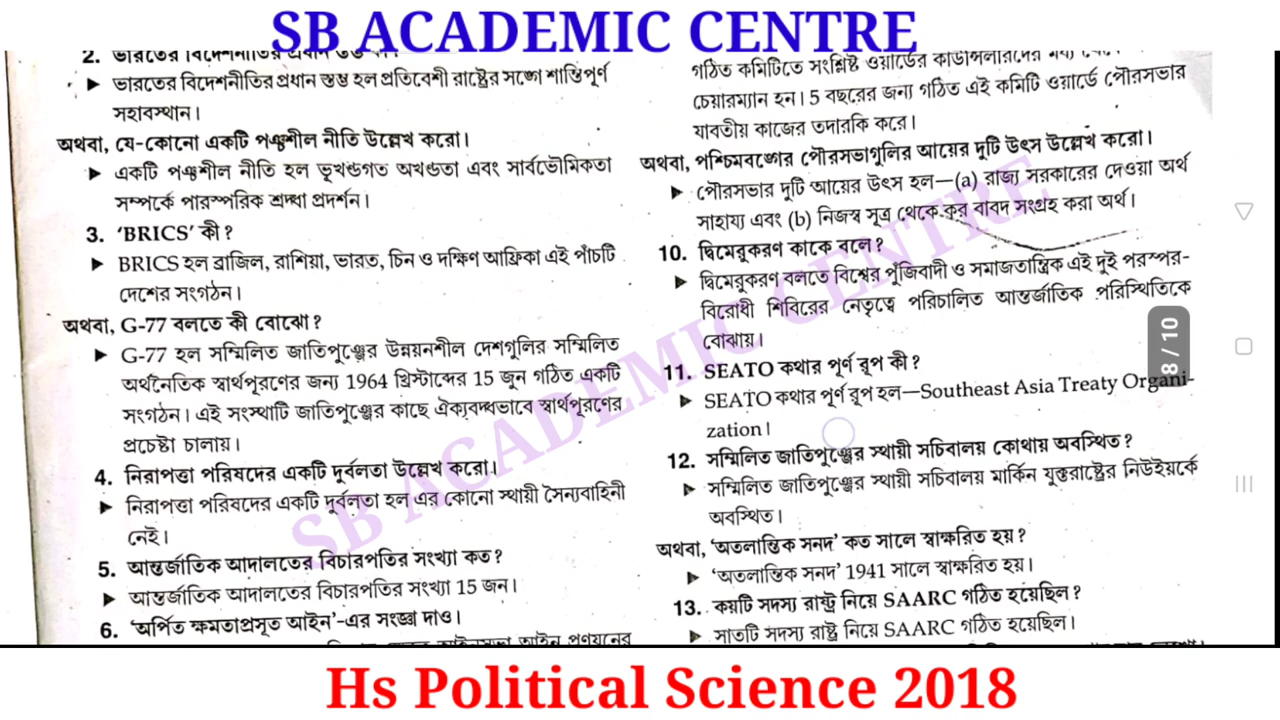 SB ACADEMIC CENTRE
2. ভারতের বিদেশনীতির প্রধান
▶ ভারতের বিদেশনীতির প্রধান স্তম্ভ হল প্রতিবেশী রাষ্ট্রের সঙ্গে শান্তিপূর্ণ
সহাবস্থান।
অথবা, যে-কোনো একটি পঞ্চশীল নীতি উল্লেখ করো।
▶ একটি পঞ্চশীল নীতি হল ভূখণ্ডগত অখণ্ডতা এবং সার্বভৌমিকতা
সম্পর্কে পারস্পরিক শ্রদ্ধা প্রদর্শন।
3. ‘BRICS’ কী?
▶ BRICS হল ব্রাজিল, রাশিয়া, ভারত, চিন ও দক্ষিণ আফ্রিকা এই পাঁচটি
দেশের সংগঠন।
অথবা, G-77 বলতে কী বোঝো?
▶ G-77 হল সম্মিলিত জাতিপুঞ্জের উন্নয়নশীল দেশগুলির সম্মিলিত
অর্থনৈতিক স্বার্থপূরণের জন্য 1964 খ্রিস্টাব্দের 15 জুন গঠিত একটি
সংগঠন। এই সংস্থাটি জাতিপুঞ্জের কাছে ঐক্যবদ্ধভাবে স্বার্থপূরণের
প্রচেষ্টা চালায়।
4. নিরাপত্তা পরিষদের একটি দুর্বলতা উল্লেখ করো।
▶ নিরাপত্তা পরিষদের একটি দুর্বলতা হল এর কোনো স্থায়ী সৈন্যবাহিনী
নেই।
5. আন্তর্জাতিক আদালতের বিচারপতির সংখ্যা কত?
▶ আন্তর্জাতিক আদালতের বিচারপতির সংখ্যা 15 জন।
6. ‘অর্পিত ক্ষমতাপ্রসূত আইন’-এর সংজ্ঞা দাও।
আইনসভা আইন প্রণয়নের
গঠিত কমিটিতে সংশ্লিষ্ট ওয়ার্ডের কাউন্সিলারদের মধ্য
চেয়ারম্যান হন। 5 বছরের জন্য গঠিত এই কমিটি ওয়ার্ডে পৌরসভার
যাবতীয় কাজের তদারকি করে।
অথবা, পশ্চিমবঙ্গের পৌরসভাগুলির আয়ের দুটি উৎস উল্লেখ করো।
▶ পৌরসভার দুটি আয়ের উৎস হল—(a) রাজ্য সরকারের দেওয়া অর্থ
সাহায্য এবং (b) নিজস্ব সূত্র থেকে কর বাবদ সংগ্রহ করা অর্থ।
10. দ্বিমেরুকরণ কাকে বলে?
▶ দ্বিমেরুকরণ বলতে বিশ্বের পুঁজিবাদী ও সমাজতান্ত্রিক এই দুই পরস্পর-
বিরোধী শিবিরের নেতৃত্বে পরিচালিত আন্তর্জাতিক পরিস্থিতিকে
বোঝায়।
11. SEATO কথার পূর্ণ রূপ কী?
▶ SEATO কথার পূর্ণ রূপ হল—Southeast Asia Treaty Organi-
zation।
12. সম্মিলিত জাতিপুঞ্জের স্থায়ী সচিবালয় কোথায় অবস্থিত?
▶ সম্মিলিত জাতিপুঞ্জের স্থায়ী সচিবালয় মার্কিন যুক্তরাষ্ট্রের নিউইয়র্কে
অবস্থিত।
অথবা, ‘অতলান্তিক সনদ’ কত সালে স্বাক্ষরিত হয়?
▶ ‘অতলান্তিক সনদ’ 1941 সালে স্বাক্ষরিত হয়।
13. কয়টি সদস্য রাষ্ট্র নিয়ে SAARC গঠিত হয়েছিল?
▶ সাতটি সদস্য রাষ্ট্র নিয়ে SAARC গঠিত হয়েছিল।
8 / 10
SB ACADEMIC CENTRE
Hs Political Science 2018